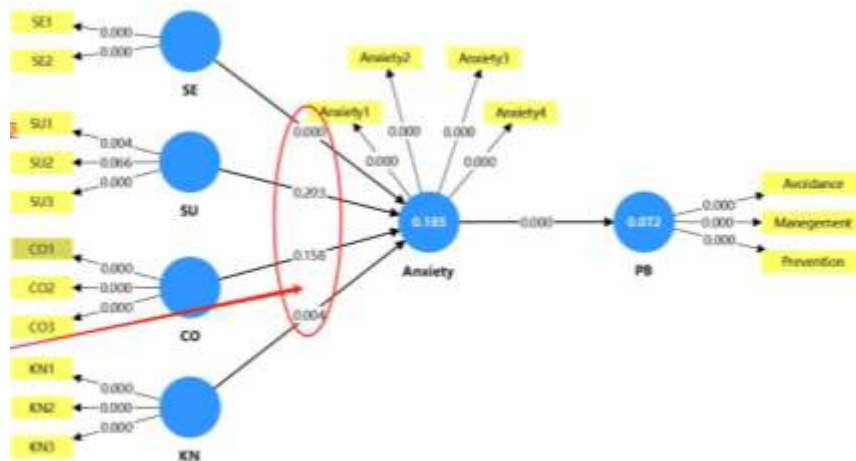 SE1
0.000
SE2
0.000
SE
SU1
0.004
SU2
0.066
SU3
0.000
SU
CO1
0.000
CO2
0.000
CO3
0.000
CO
KN1
0.000
KN2
0.000
KN3
0.000
KN
0.000
0.203
0.158
0.004
Anxiety1
0.000
Anxiety2
0.000
Anxiety3
0.000
Anxiety4
0.000
0.185
Anxiety
0.000
0.072
PB
0.000
Avoidance
0.000
Manegement
0.000
Prevention